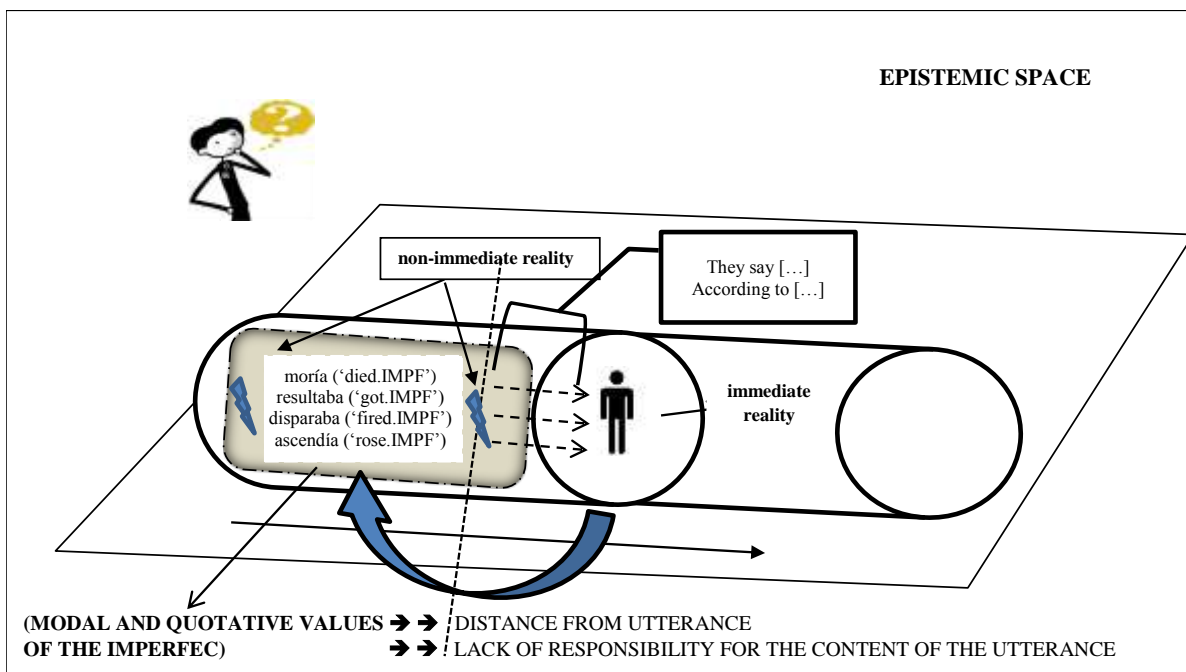 EPISTEMIC SPACE
??
non-immediate reality
They say […]
According to […]
moría (‘died.IMPF’)
resultaba (‘got.IMPF’)
disparaba (‘fired.IMPF’)
ascendía (‘rose.IMPF’)
immediate
reality
(MODAL AND QUOTATIVE VALUES ➔ ➔ DISTANCE FROM UTTERANCE
OF THE IMPERFEC) ➔ ➔ LACK OF RESPONSIBILITY FOR THE CONTENT OF THE UTTERANCE